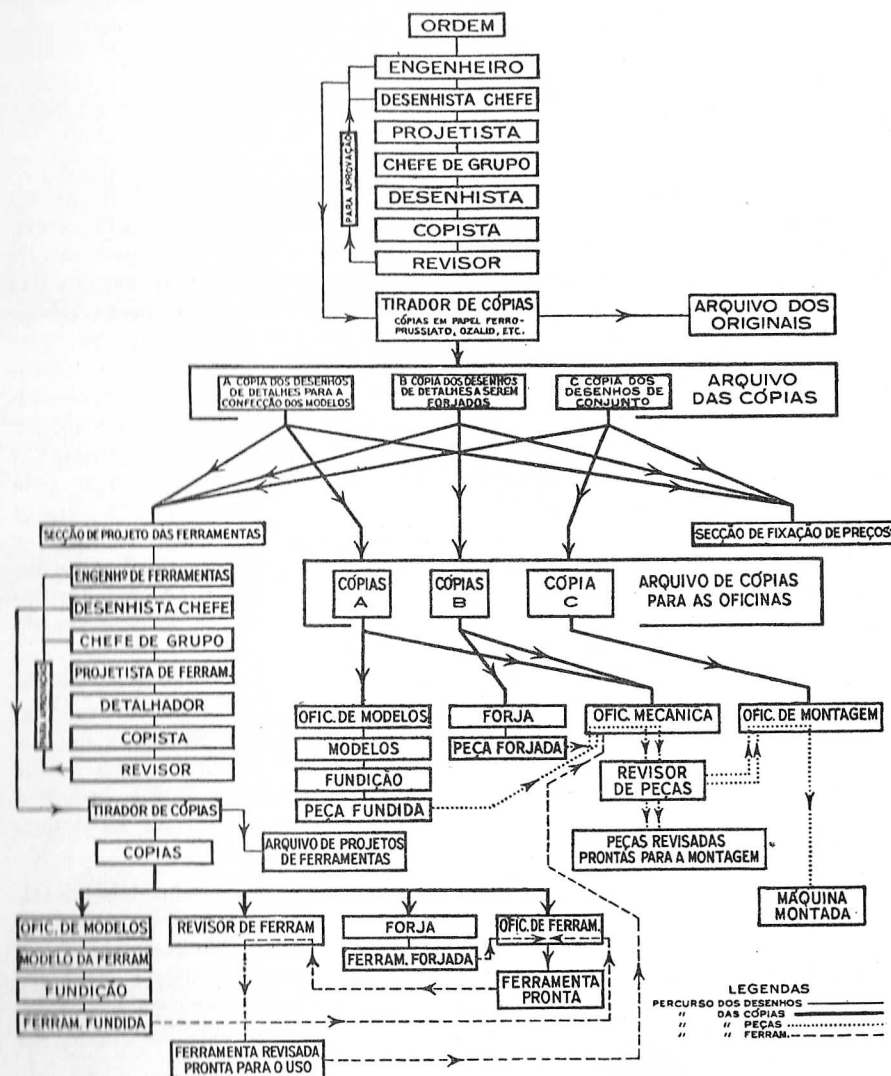 ORDEM
ENGENHEIRO
DESENHISTA CHEFE
PROJETISTA
CHEFE DE GRUPO
DESENHISTA
COPISTA
REVISOR
PARA APROVAÇÃO
TIRADOR DE CÓPIAS
CÓPIAS EM PAPEL FERRO-
PRUSSIATO, OZALID, ETC.
ARQUIVO DOS
ORIGINAIS
A COPIA DOS DESENHOS
DE DETALHES PARA A
CONFECÇÃO DOS MODELOS
B COPIA DOS DESENHOS
DE DETALHES A SEREM
FORJADOS
C COPIA DOS
DESENHOS DE
CONJUNTO
ARQUIVO
DAS CÓPIAS
SECCÃO DE PROJETO DAS FERRAMENTAS
SECCÃO DE FIXAÇÃO DE PREÇOS
ENGENHº DE FERRAMENTAS
DESENHISTA CHEFE
CHEFE DE GRUPO
PROJETISTA DE FERRAM.
DETALHADOR
COPISTA
REVISOR
PARA APROVAÇÃO
TIRADOR DE CÓPIAS
COPIAS
ARQUIVO DE PROJETOS
DE FERRAMENTAS
CÓPIAS
A
CÓPIAS
B
CÓPIA
C
ARQUIVO DE CÓPIAS
PARA AS OFICINAS
OFIC. DE MODELOS
MODELOS
FUNDIÇÃO
PEÇA FUNDIDA
FORJA
PEÇA FORJADA
OFIC. MECANICA
REVISOR
DE PEÇAS
PEÇAS REVISADAS
PRONTAS PARA A MONTAGEM
OFIC. DE MONTAGEM
MÁQUINA
MONTADA
OFIC. DE MODELOS
MODELO DA FERRAM
FUNDIÇÃO
FERRAM. FUNDIDA
REVISOR DE FERRAM
FERRAMENTA REVISADA
PRONTA PARA O USO
FORJA
FERRAM. FORJADA
OFIC. DE FERRAM.
FERRAMENTA
PRONTA
LEGENDAS
PERCURSO DOS DESENHOS
" DAS CÓPIAS
" " PEÇAS
" " FERRAM.